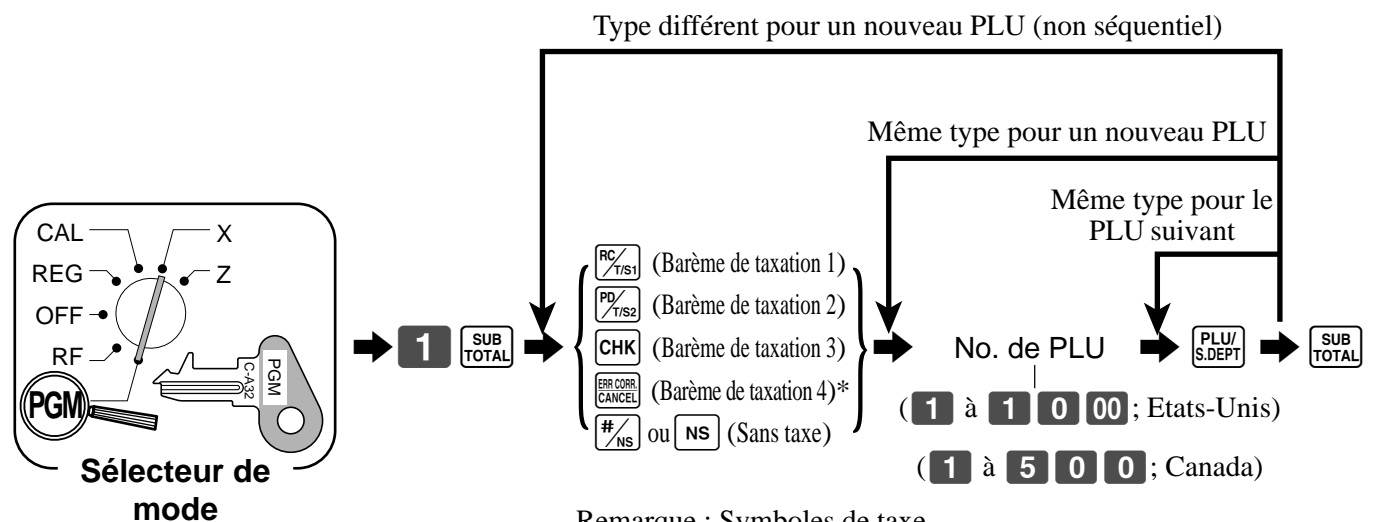 Type différent pour un nouveau PLU (non séquentiel)
Même type pour un nouveau PLU
Même type pour le
PLU suivant
CAL
X
REG
Z
OFF
RF
PGM
PGM
C-A32
Sélecteur de
mode
1 SUB TOTAL
RC/T/S1 (Barème de taxation 1)
PD/T/S2 (Barème de taxation 2)
CHK (Barème de taxation 3)
ERR CORR. CANCEL (Barème de taxation 4)*
#/NS ou NS (Sans taxe)
No. de PLU
PLU/ S.DEPT
SUB TOTAL
(1 à 1 0 00; Etats-Unis)
(1 à 5 0 0; Canada)
Remarque : Symboles de taxe